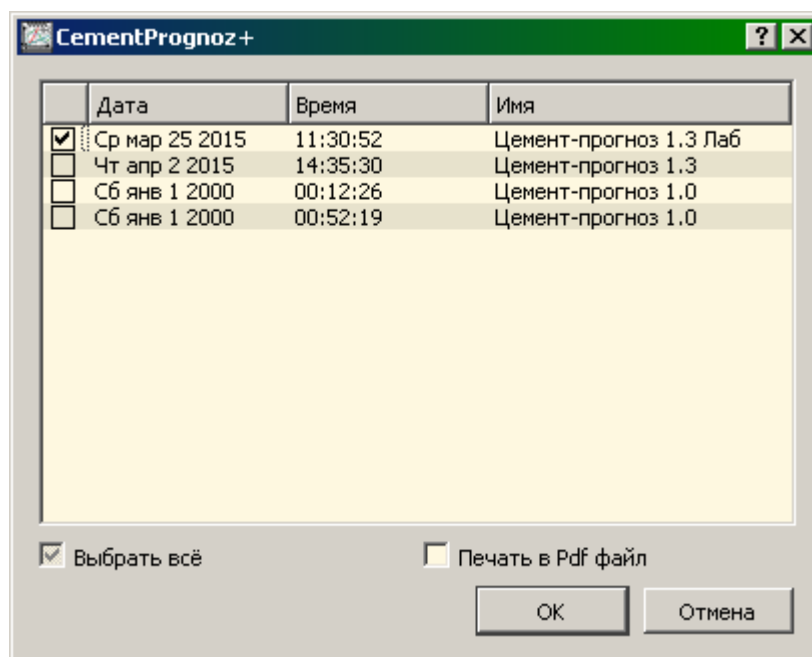 CementPrognoz+
Дата Время Имя
Ср мар 25 2015 11:30:52 Цемент-прогноз 1.3 Лаб
Чт апр 2 2015 14:35:30 Цемент-прогноз 1.3
Сб янв 1 2000 00:12:26 Цемент-прогноз 1.0
Сб янв 1 2000 00:52:19 Цемент-прогноз 1.0
Выбрать всё Печать в Pdf файл
OK Отмена